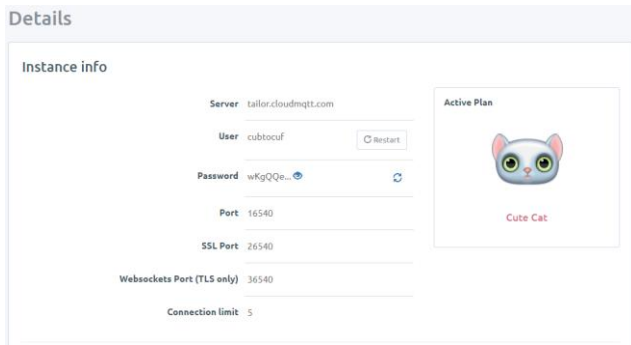 Details
Instance info
Server tailor.cloudmqtt.com
User cubtocuf Restart
Password wKgQQe...
Port 16540
SSL Port 26540
Websockets Port (TLS only) 36540
Connection limit 5
Active Plan
Cute Cat